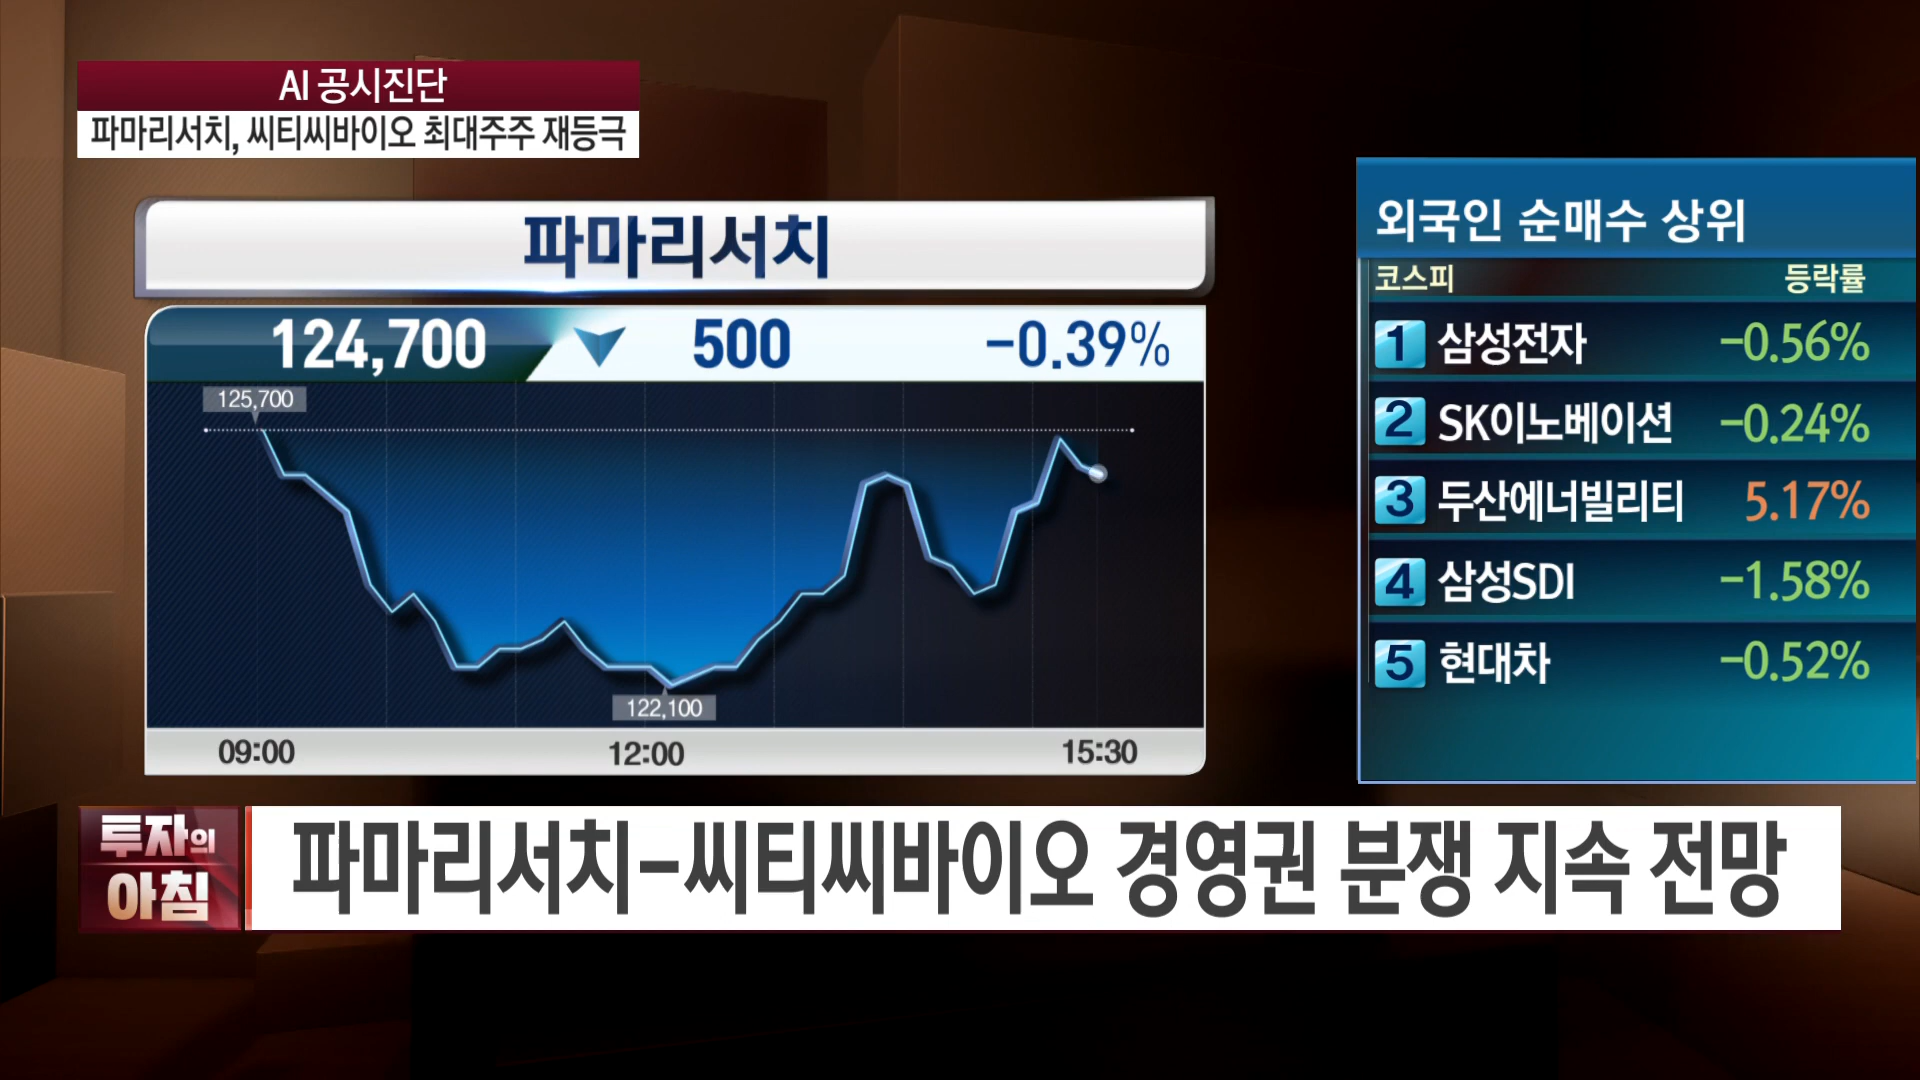 AI 공시진단
파마리서치, 씨티씨바이오 최대주주 재등극
파마리서치
124,700 500 -0.39%
125,700
122,100
09:00 12:00 15:30
외국인 순매수 상위
코스피 등락률
1 삼성전자 -0.56%
2 SK이노베이션 -0.24%
3 두산에너빌리티 5.17%
4 삼성SDI -1.58%
5 현대차 -0.52%
투자의
아침
파마리서치-씨티씨바이오 경영권 분쟁 지속 전망